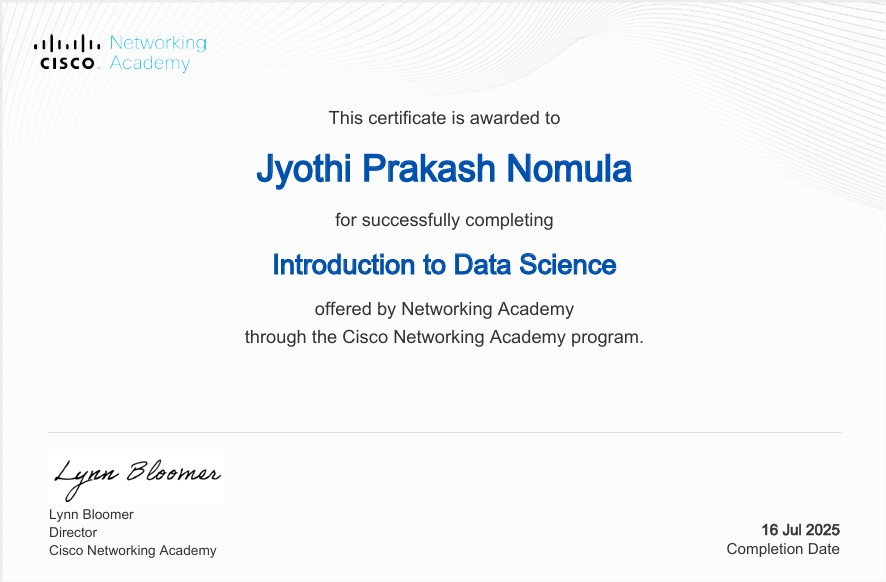 Networking
CISCO Academy
This certificate is awarded to
Jyothi Prakash Nomula
for successfully completing
Introduction to Data Science
offered by Networking Academy
through the Cisco Networking Academy program.
Lynn Bloomer
Lynn Bloomer
Director
Cisco Networking Academy
16 Jul 2025
Completion Date